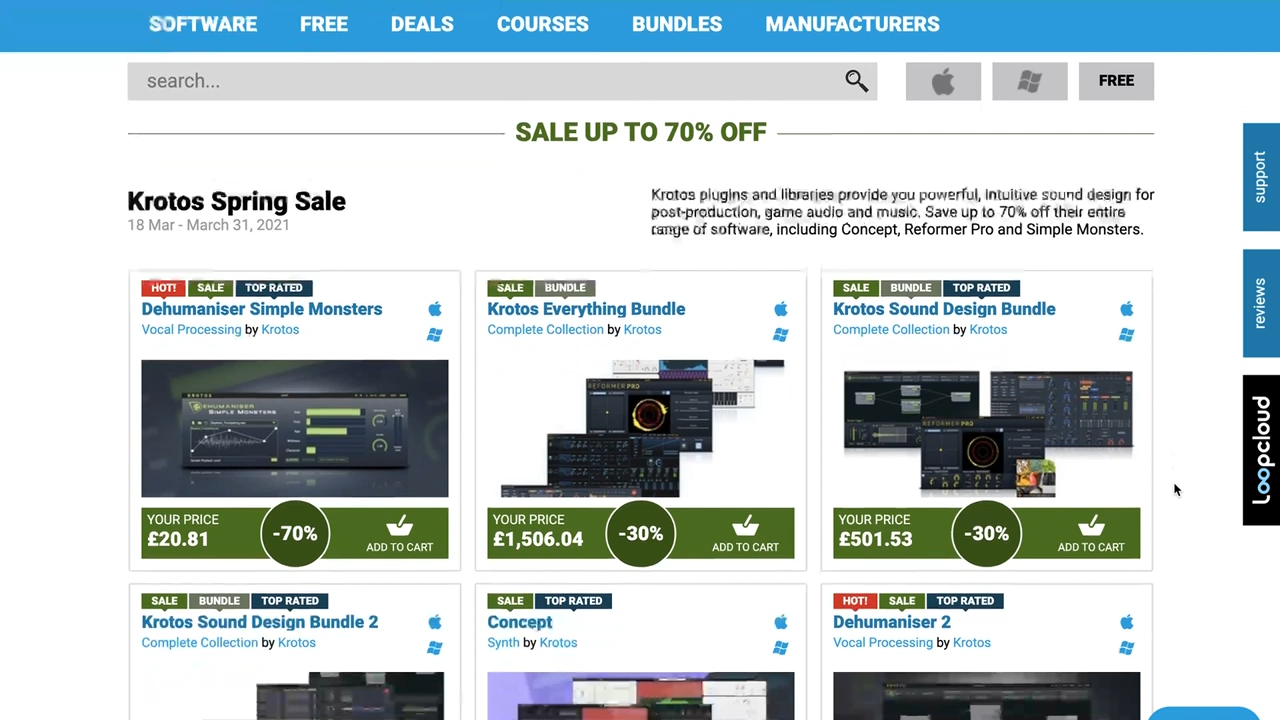 SOFTWARE FREE DEALS COURSES BUNDLES MANUFACTURERS
search... FREE
SALE UP TO 70% OFF
Krotos Spring Sale
18 Mar - March 31, 2021
Krotos plugins and libraries provide you powerful, intuitive sound design for
post-production, game audio and music. Save up to 70% off their entire
range of software, including Concept, Reformer Pro and Simple Monsters.
support
reviews
Loopcloud
HOT! SALE TOP RATED
Dehumaniser Simple Monsters
Vocal Processing by Krotos
DEHUMANISER
SIMPLE MONSTERS
YOUR PRICE
£20.81
-70%
ADD TO CART
SALE BUNDLE
Krotos Everything Bundle
Complete Collection by Krotos
REFORMER PRO
YOUR PRICE
£1,506.04
-30%
ADD TO CART
SALE BUNDLE TOP RATED
Krotos Sound Design Bundle
Complete Collection by Krotos
REFORMER PRO
YOUR PRICE
£501.53
-30%
ADD TO CART
SALE BUNDLE TOP RATED
Krotos Sound Design Bundle 2
Complete Collection by Krotos
SALE TOP RATED
Concept
Synth by Krotos
HOT! SALE TOP RATED
Dehumaniser 2
Vocal Processing by Krotos